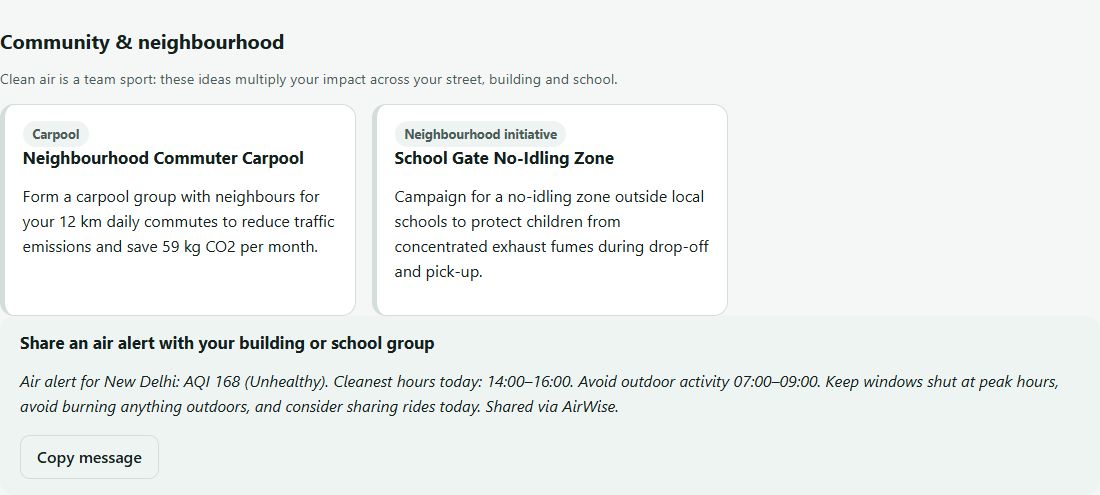 Community & neighbourhood
Clean air is a team sport: these ideas multiply your impact across your street, building and school.
Carpool
Neighbourhood Commuter Carpool
Form a carpool group with neighbours for
your 12 km daily commutes to reduce traffic
emissions and save 59 kg CO2 per month.
Neighbourhood initiative
School Gate No-Idling Zone
Campaign for a no-idling zone outside local
schools to protect children from
concentrated exhaust fumes during drop-off
and pick-up.
Share an air alert with your building or school group
Air alert for New Delhi: AQI 168 (Unhealthy). Cleanest hours today: 14:00–16:00. Avoid outdoor activity 07:00–09:00. Keep windows shut at peak hours,
avoid burning anything outdoors, and consider sharing rides today. Shared via AirWise.
Copy message